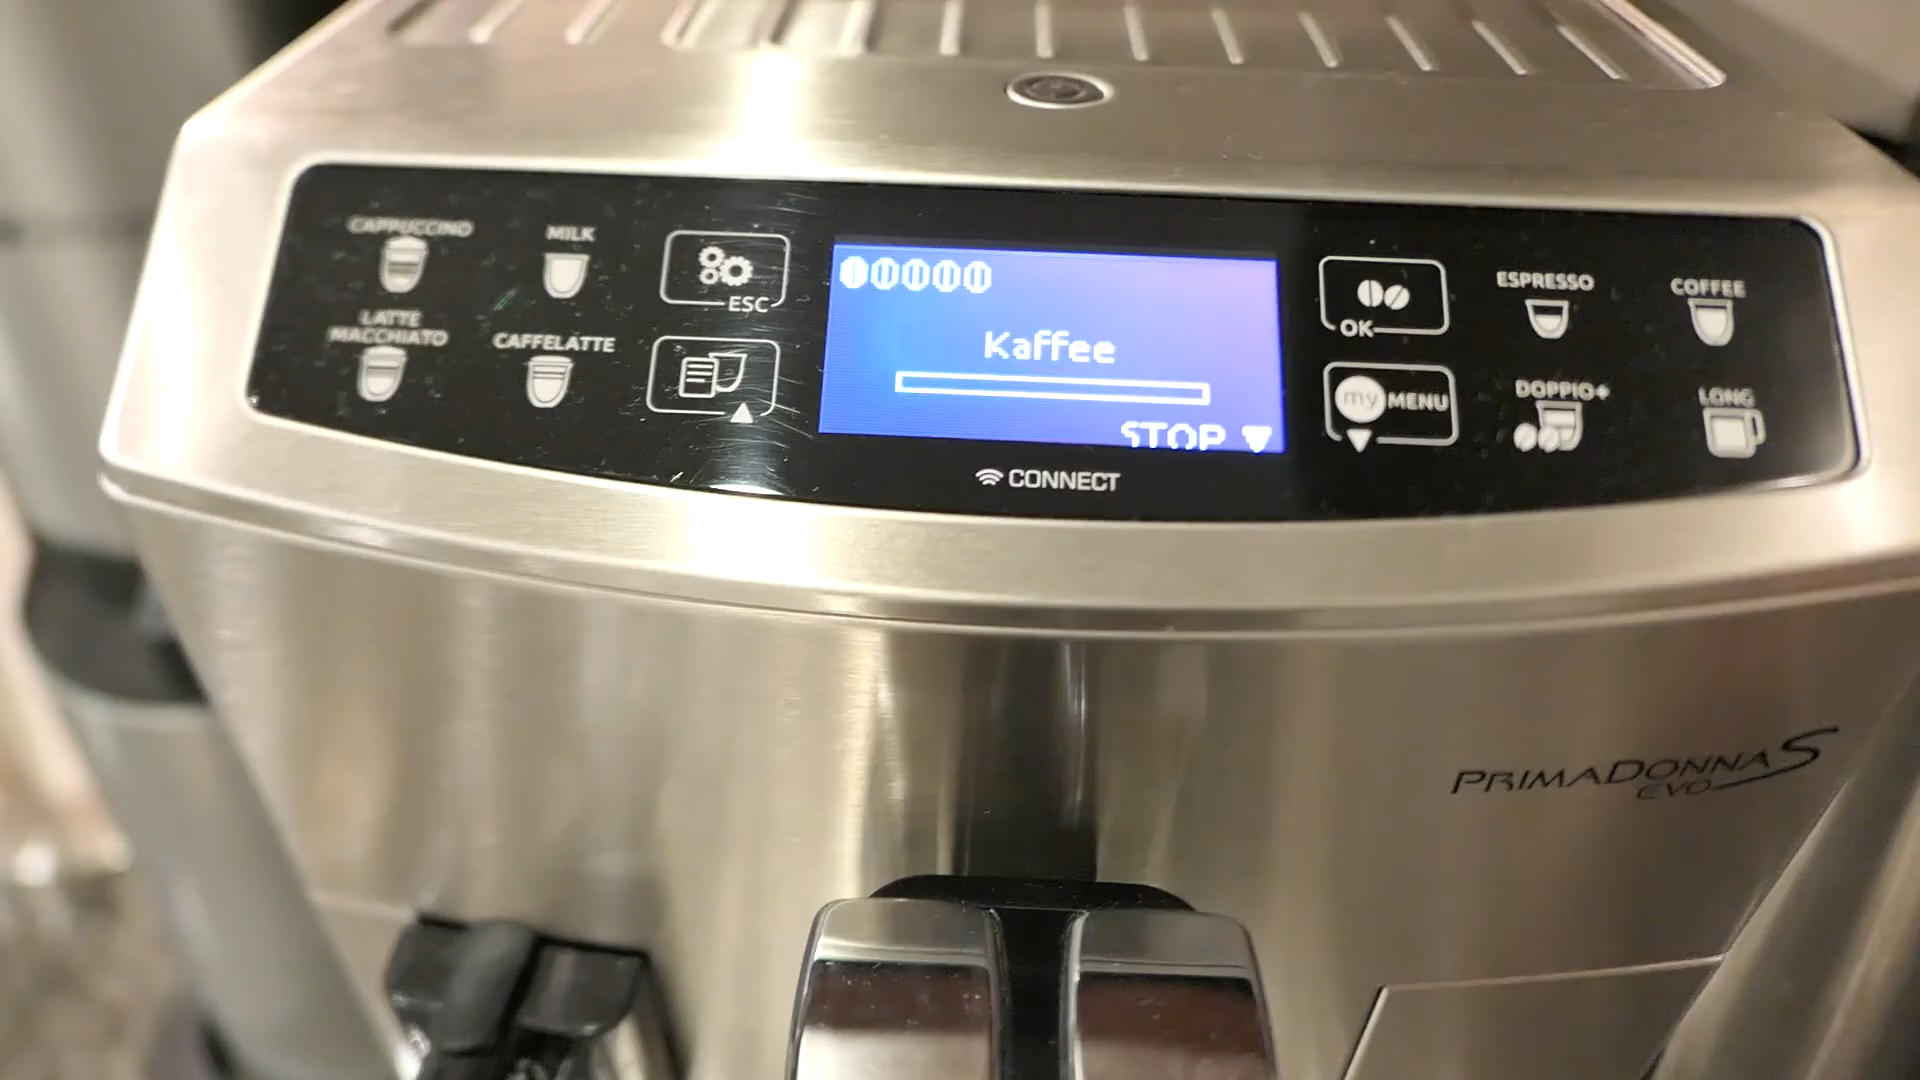 CAPPUCCINO
MILK
ESC
LATTE
MACCHIATO
CAFFELATTE
Kaffee
STOP
CONNECT
OK
ESPRESSO
COFFEE
my MENU
DOPPIO+
LONG
PRIMADONNA S
EVO